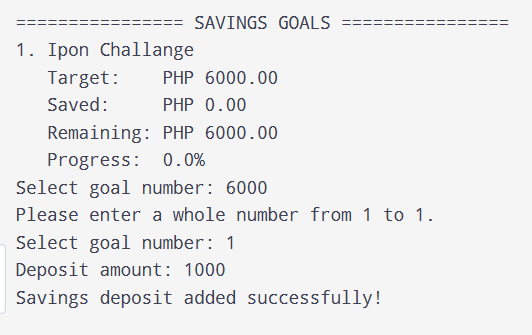 ================ SAVINGS GOALS ================
1. Ipon Challange
   Target:    PHP 6000.00
   Saved:     PHP 0.00
   Remaining: PHP 6000.00
   Progress:  0.0%
Select goal number: 6000
Please enter a whole number from 1 to 1.
Select goal number: 1
Deposit amount: 1000
Savings deposit added successfully!